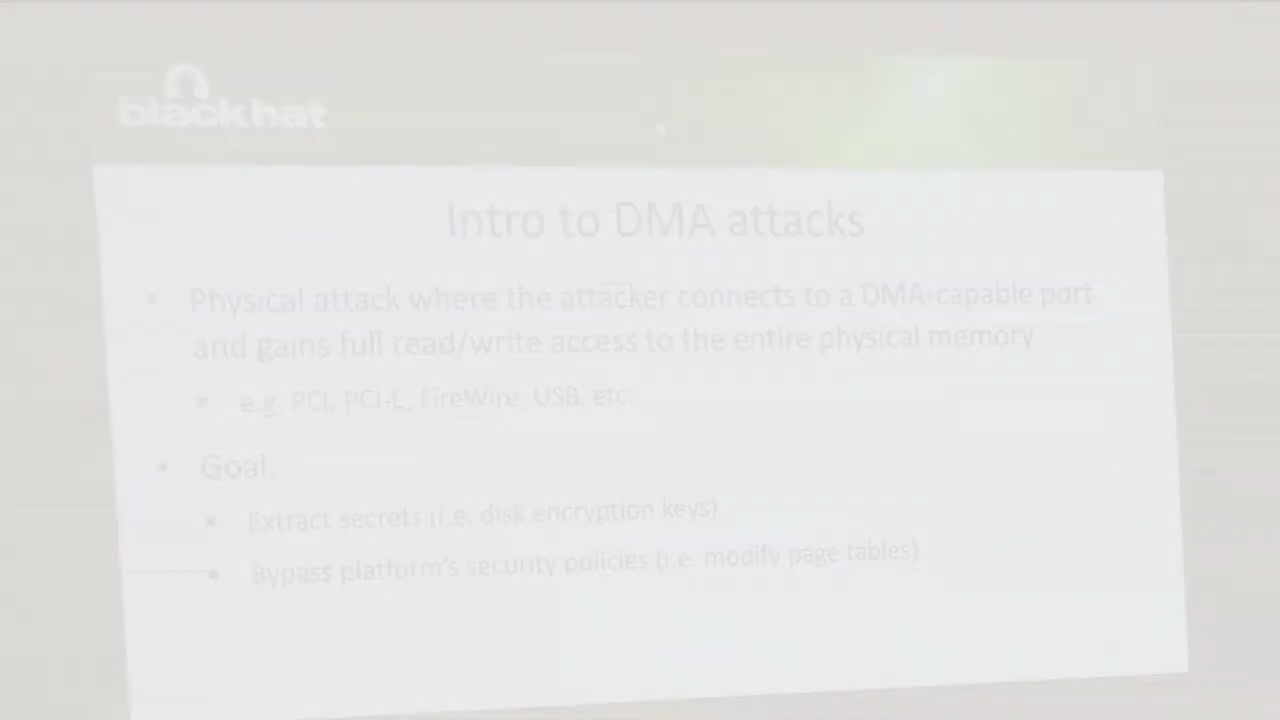 black hat
Intro to DMA attacks
• Physical attack where the attacker connects to a DMA-capable port
and gains full read/write access to the entire physical memory
• e.g. PCI, PCI-E, FireWire, USB, etc.
• Goal:
• Extract secrets (i.e. disk encryption keys)
• Bypass platform's security policies (i.e. modify page tables)